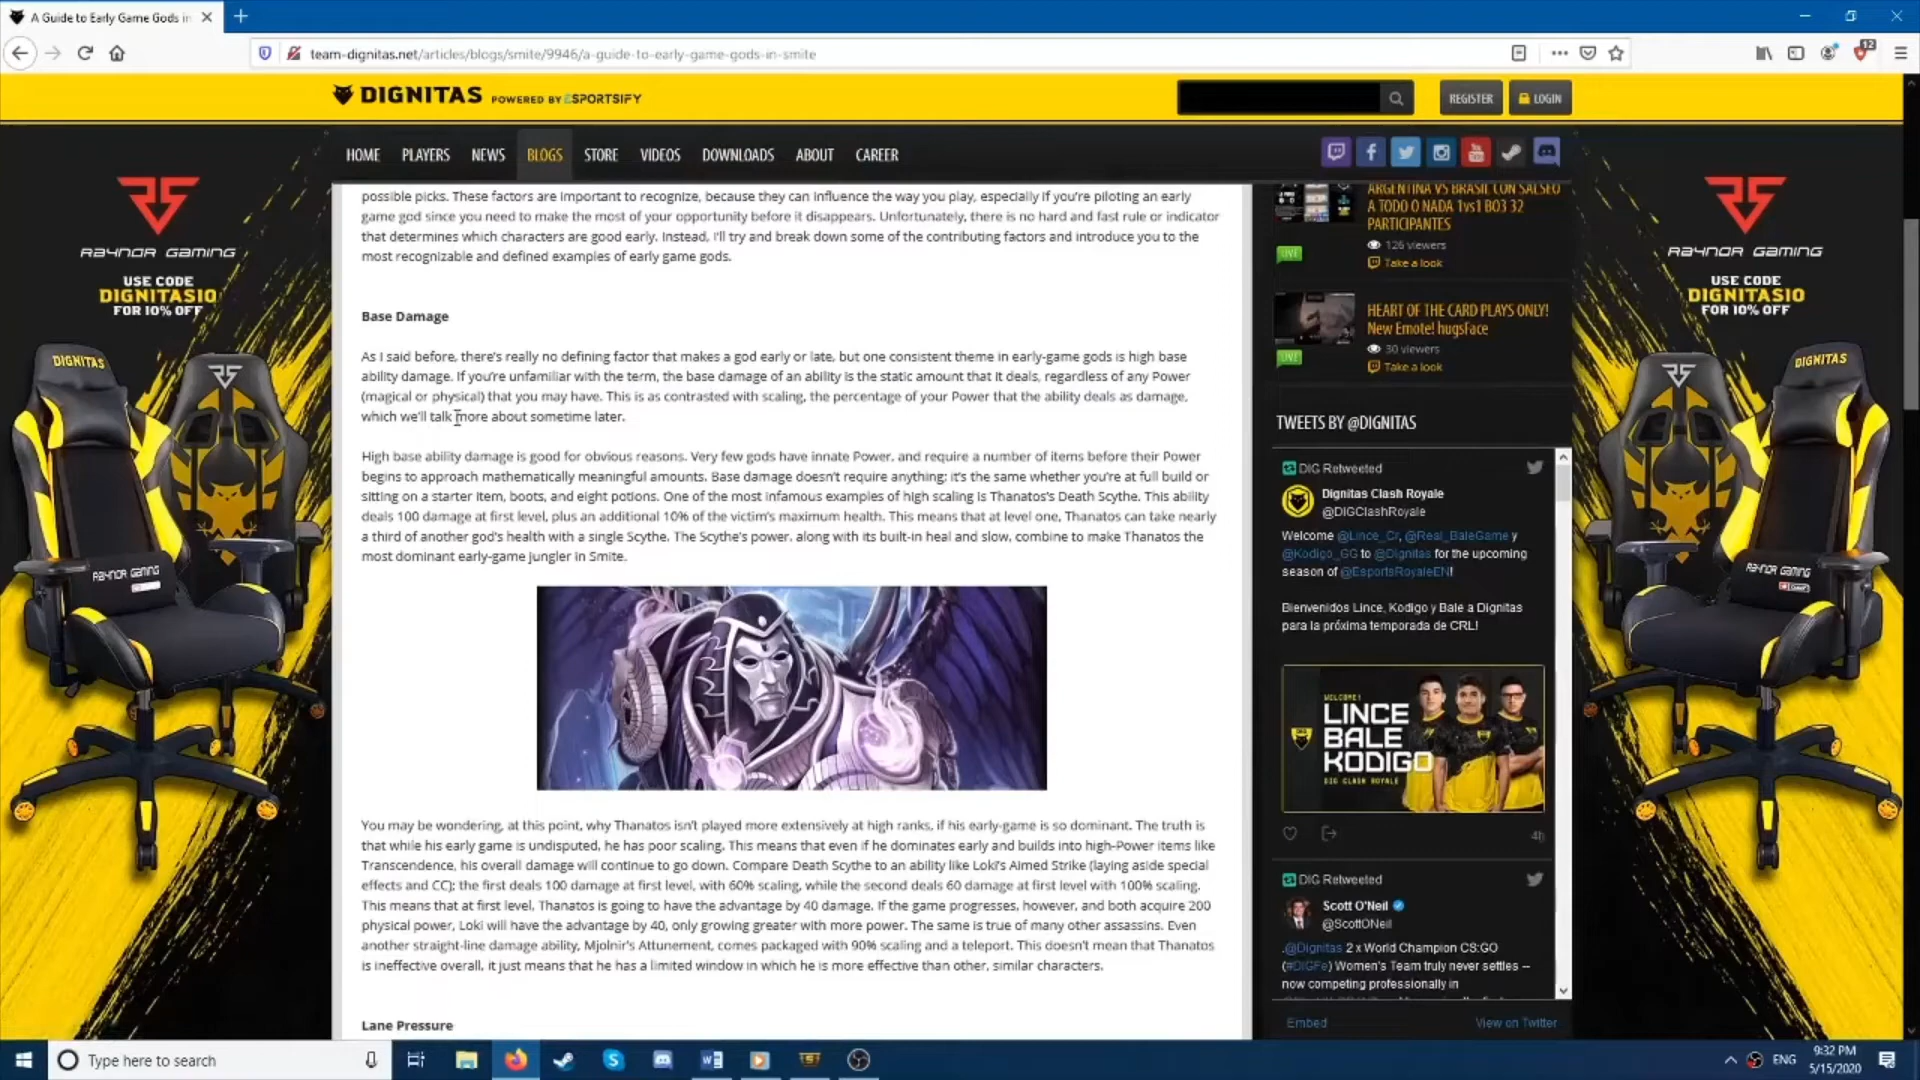 A Guide to Early Game Gods in
team-dignitas.net/articles/blogs/smite/9946/a-guide-to-early-game-gods-in-smite
12
DIGNITAS POWERED BY ESPORTSIFY
REGISTER
LOGIN
HOME PLAYERS NEWS BLOGS STORE VIDEOS DOWNLOADS ABOUT CAREER
possible picks. These factors are important to recognize, because they can influence the way you play, especially if you're piloting an early
game god since you need to make the most of your opportunity before it disappears. Unfortunately, there is no hard and fast rule or indicator
that determines which characters are good early. Instead, I'll try and break down some of the contributing factors and introduce you to the
most recognizable and defined examples of early game gods.
Base Damage
As I said before, there's really no defining factor that makes a god early or late, but one consistent theme in early-game gods is high base
ability damage. If you're unfamiliar with the term, the base damage of an ability is the static amount that it deals, regardless of any Power
(magical or physical) that you may have. This is as contrasted with scaling, the percentage of your Power that the ability deals as damage,
which we'll talk more about sometime later.
High base ability damage is good for obvious reasons. Very few gods have innate Power, and require a number of items before their Power
begins to approach mathematically meaningful amounts. Base damage doesn't require anything; it's the same whether you're at full build or
sitting on a starter item, boots, and eight potions. One of the most infamous examples of high scaling is Thanatos's Death Scythe. This ability
deals 100 damage at first level, plus an additional 10% of the victim's maximum health. This means that at level one, Thanatos can take nearly
a third of another god's health with a single Scythe. The Scythe's power, along with its built-in heal and slow, combine to make Thanatos the
most dominant early-game jungler in Smite.
You may be wondering, at this point, why Thanatos isn't played more extensively at high ranks, if his early-game is so dominant. The truth is
that while his early game is undisputed, he has poor scaling. This means that even if he dominates early and builds into high-Power items like
Transcendence, his overall damage will continue to go down. Compare Death Scythe to an ability like Loki's Aimed Strike (laying aside special
effects and CC); the first deals 100 damage at first level, with 60% scaling, while the second deals 60 damage at first level with 100% scaling.
This means that at first level, Thanatos is going to have the advantage by 40 damage. If the game progresses, however, and both acquire 200
physical power, Loki will have the advantage by 40, only growing greater with more power. The same is true of many other assassins. Even
another straight-line damage ability, Mjolnir's Attunement, comes packaged with 90% scaling and a teleport. This doesn't mean that Thanatos
is ineffective overall, it just means that he has a limited window in which he is more effective than other, similar characters.
Lane Pressure
ARGENTINA VS BRASIL CON SALSEO
A TODO O NADA 1vs1 BO3 32
PARTICIPANTES
126 viewers
LIVE
Take a look
HEART OF THE CARD PLAYS ONLY!
New Emote! hugsFace
30 viewers
LIVE
Take a look
TWEETS BY @DIGNITAS
DIG Retweeted
Dignitas Clash Royale
@DIGClashRoyale
Welcome @Lince_Cr, @Real_BaleGame y
@Kodigo_GG to @Dignitas for the upcoming
season of @EsportsRoyaleEN!
Bienvenidos Lince, Kodigo y Bale a Dignitas
para la próxima temporada de CRL!
WELCOME!
LINCE
BALE
KODIGO
DIG CLASH ROYALE
4h
DIG Retweeted
Scott O'Neil
@ScottONeil
.@Dignitas 2 x World Champion CS:GO
(#DIGFe) Women's Team truly never settles –
now competing professionally in
Embed
View on Twitter
RAYNOR GAMING
USE CODE
DIGNITAS10
FOR 10% OFF
DIGNITAS
RAYNOR GAMING
RAYNOR GAMING
USE CODE
DIGNITAS10
FOR 10% OFF
DIGNITAS
RAYNOR GAMING
Type here to search
ENG
9:32 PM
5/15/2020